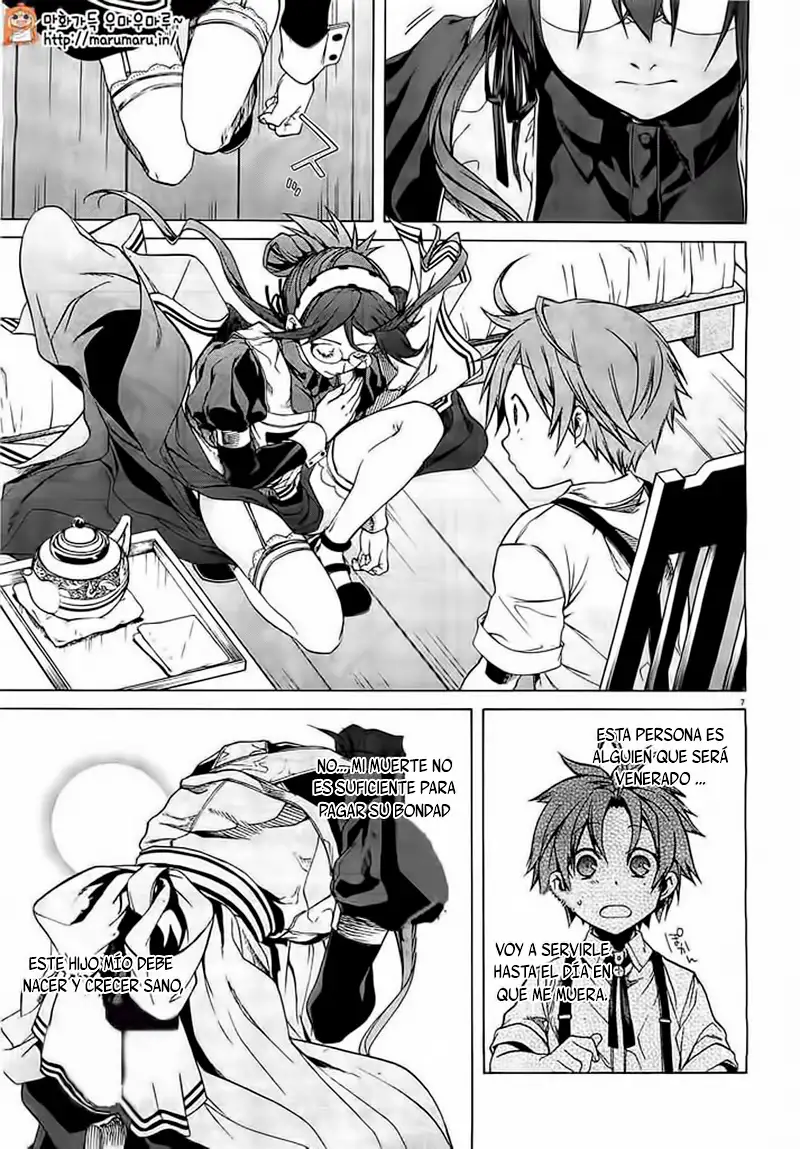 만화가득 우마우마루~
http://marumaru.in/
7
ESTA PERSONA ES
ALGUIEN QUE SERÁ
VENERADO ...
VOY A SERVIRLE
HASTA EL DÍA EN
QUE ME MUERA.
NO... MI MUERTE NO
ES SUFICIENTE PARA
PAGAR SU BONDAD
ESTE HIJO MÍO DEBE
NACER Y CRECER SANO,